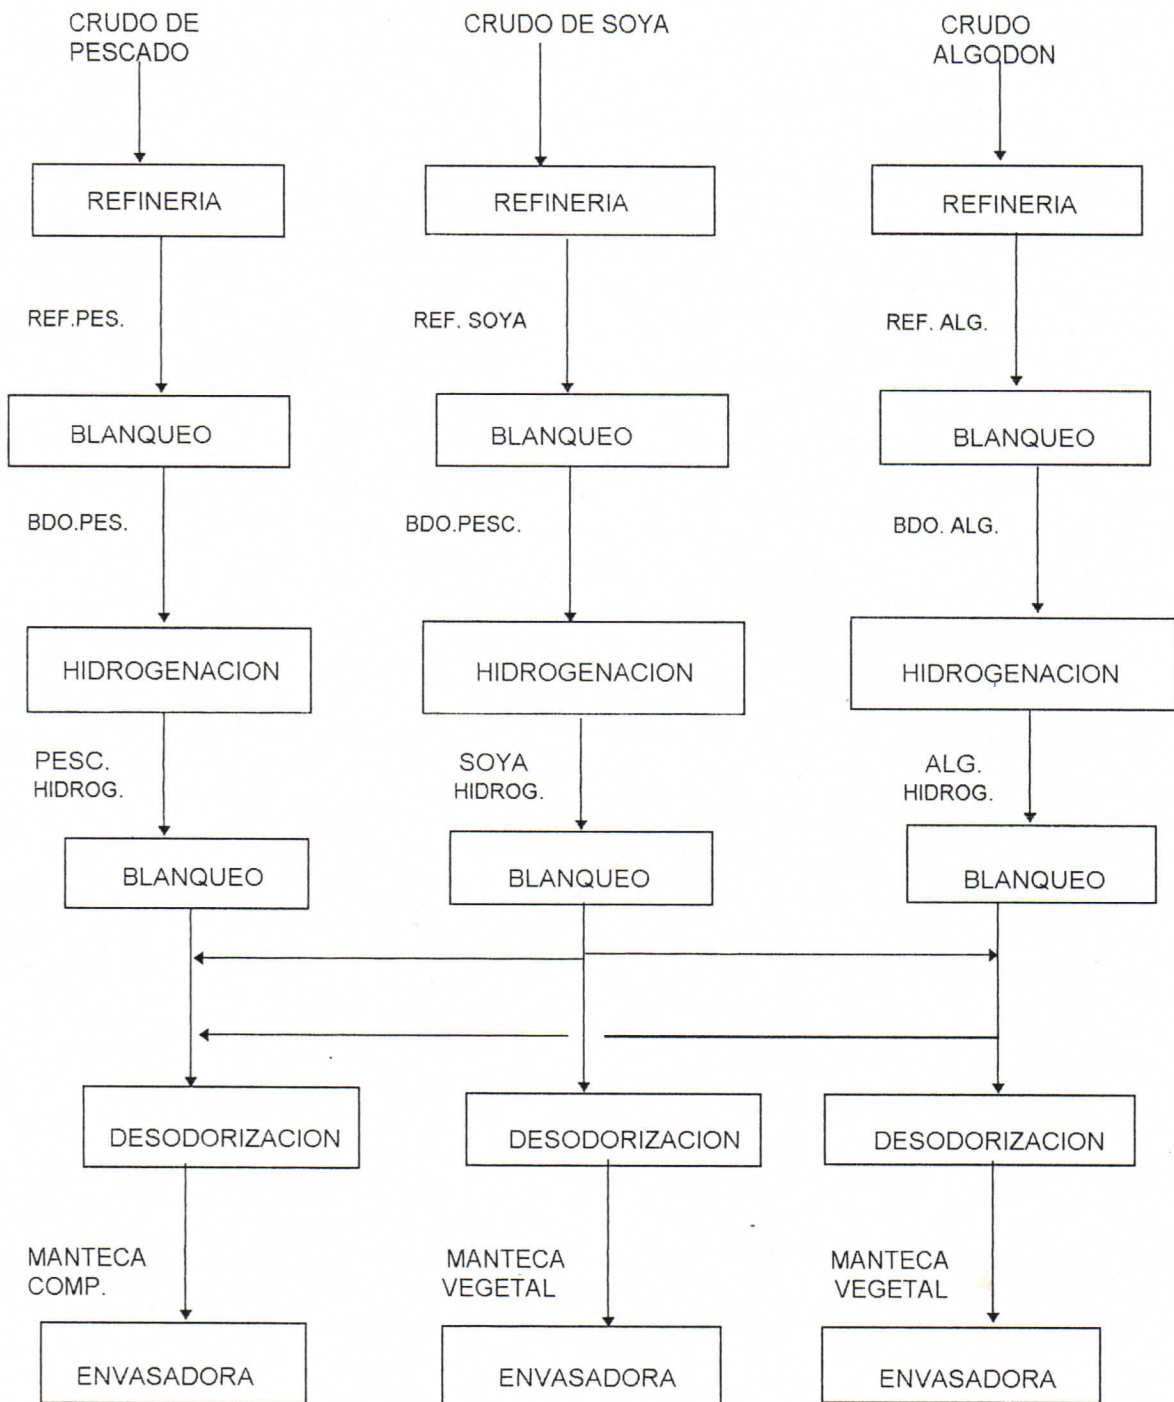 CRUDO DE
PESCADO
CRUDO DE SOYA
CRUDO
ALGODON
REFINERIA
REFINERIA
REFINERIA
REF.PES.
REF. SOYA
REF. ALG.
BLANQUEO
BLANQUEO
BLANQUEO
BDO.PES.
BDO.PESC.
BDO. ALG.
HIDROGENACION
HIDROGENACION
HIDROGENACION
PESC.
HIDROG.
SOYA
HIDROG.
ALG.
HIDROG.
BLANQUEO
BLANQUEO
BLANQUEO
DESODORIZACION
DESODORIZACION
DESODORIZACION
MANTECA
COMP.
MANTECA
VEGETAL
MANTECA
VEGETAL
ENVASADORA
ENVASADORA
ENVASADORA